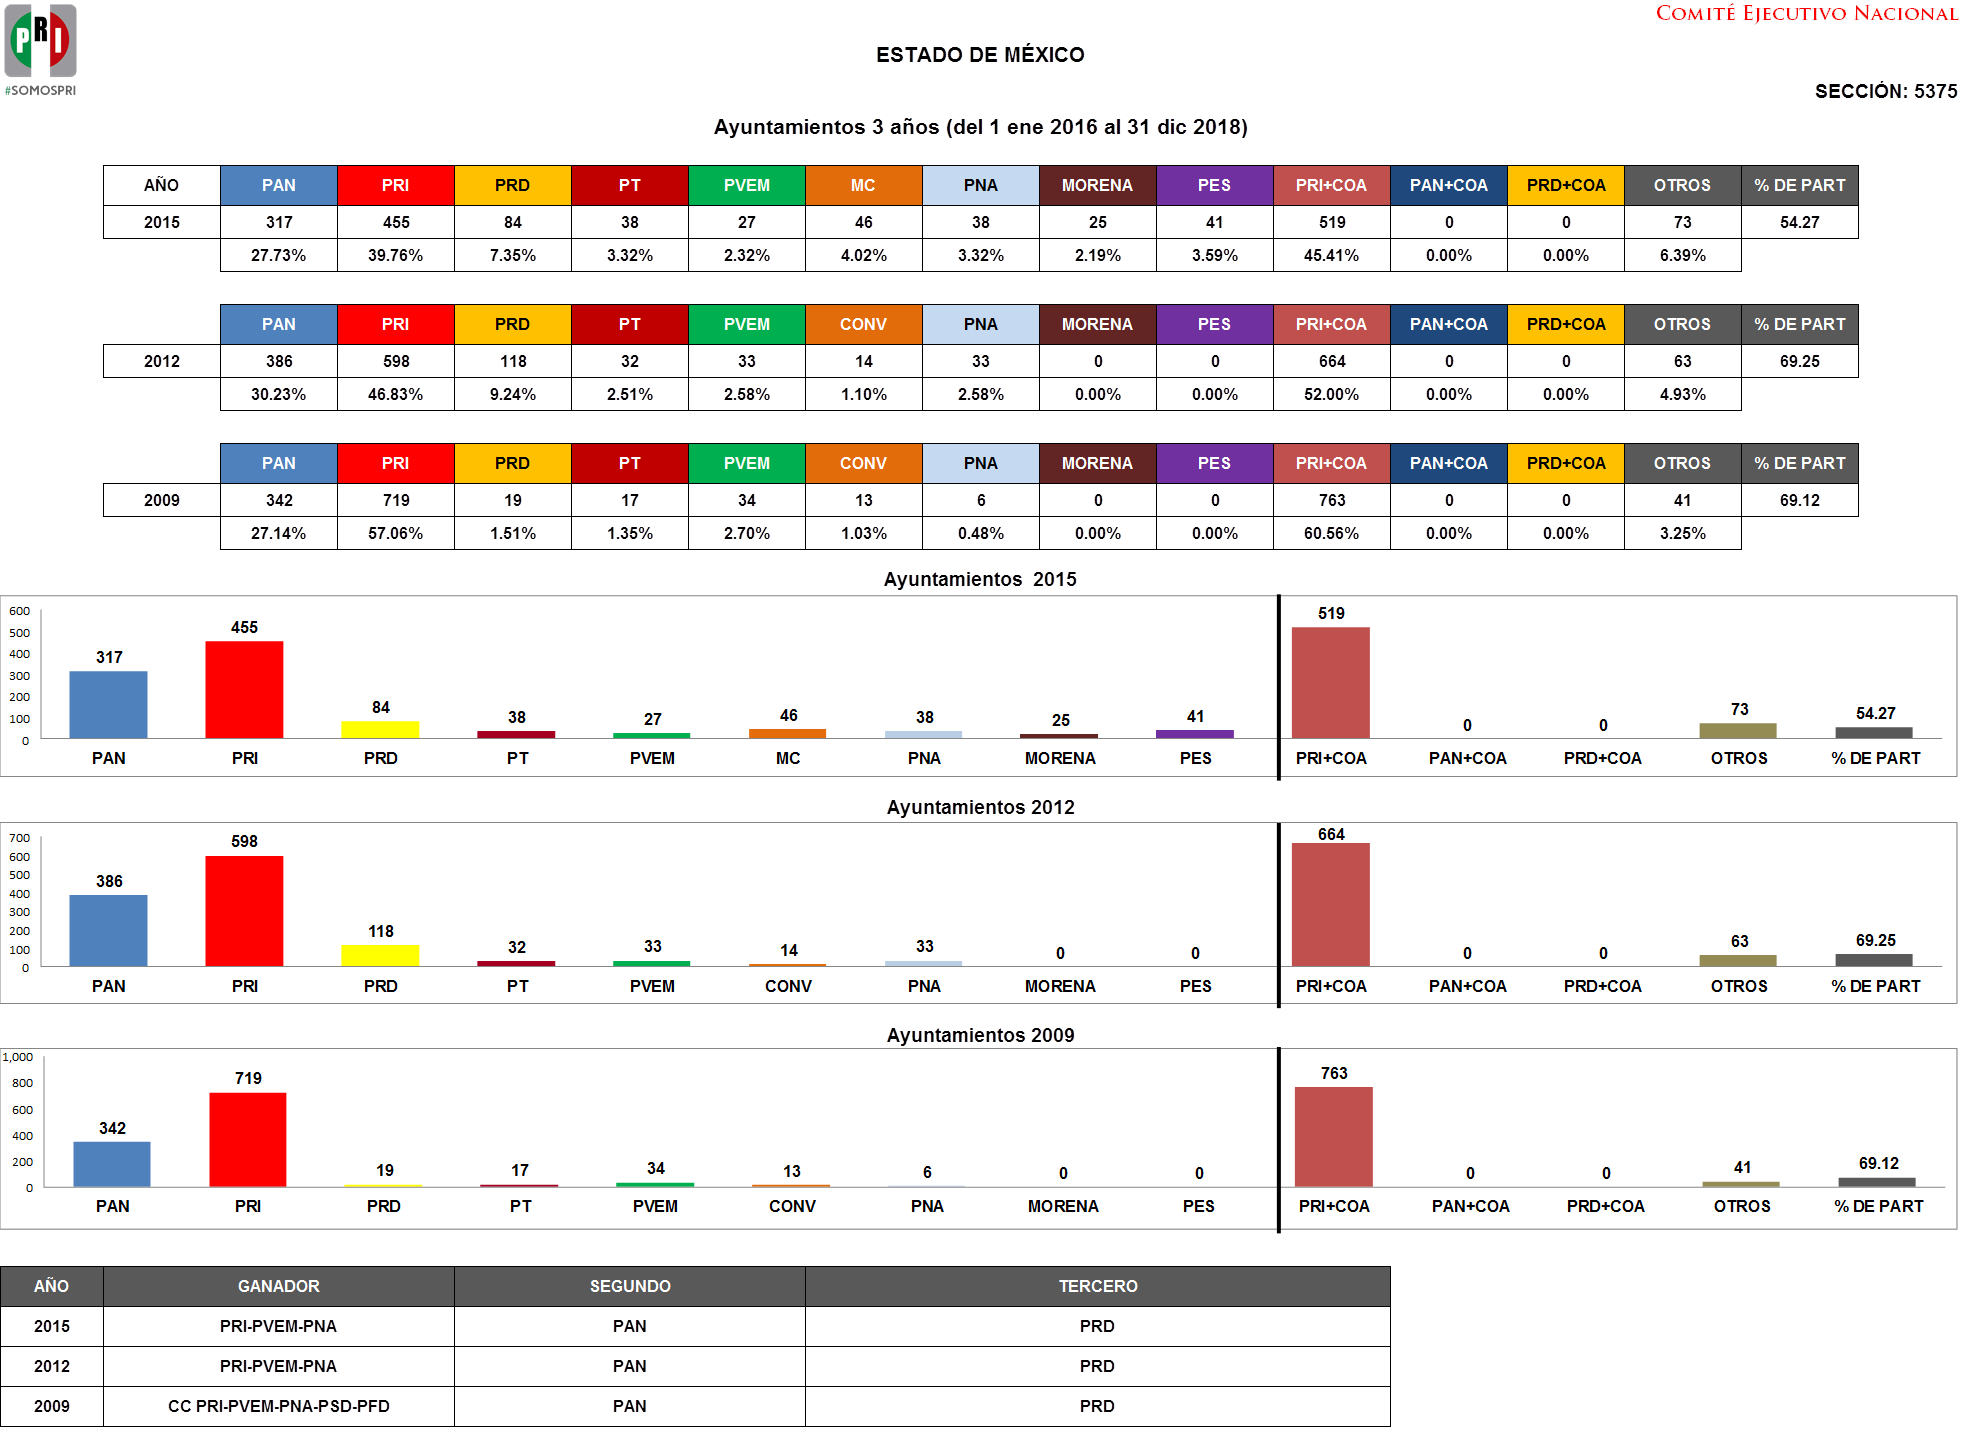 PRI
#SOMOSPRI
COMITÉ EJECUTIVO NACIONAL
ESTADO DE MÉXICO
SECCIÓN: 5375
Ayuntamientos 3 años (del 1 ene 2016 al 31 dic 2018)
AÑO PAN PRI PRD PT PVEM MC PNA MORENA PES PRI+COA PAN+COA PRD+COA OTROS % DE PART
2015 317 455 84 38 27 46 38 25 41 519 0 0 73 54.27
27.73% 39.76% 7.35% 3.32% 2.32% 4.02% 3.32% 2.19% 3.59% 45.41% 0.00% 0.00% 6.39%
PAN PRI PRD PT PVEM CONV PNA MORENA PES PRI+COA PAN+COA PRD+COA OTROS % DE PART
2012 386 598 118 32 33 14 33 0 0 664 0 0 63 69.25
30.23% 46.83% 9.24% 2.51% 2.58% 1.10% 2.58% 0.00% 0.00% 52.00% 0.00% 0.00% 4.93%
PAN PRI PRD PT PVEM CONV PNA MORENA PES PRI+COA PAN+COA PRD+COA OTROS % DE PART
2009 342 719 19 17 34 13 6 0 0 763 0 0 41 69.12
27.14% 57.06% 1.51% 1.35% 2.70% 1.03% 0.48% 0.00% 0.00% 60.56% 0.00% 0.00% 3.25%
Ayuntamientos 2015
600
500
400
300
200
100
0
317 455 84 38 27 46 38 25 41 519 0 0 73 54.27
PAN PRI PRD PT PVEM MC PNA MORENA PES PRI+COA PAN+COA PRD+COA OTROS % DE PART
Ayuntamientos 2012
700
600
500
400
300
200
100
0
386 598 118 32 33 14 33 0 0 664 0 0 63 69.25
PAN PRI PRD PT PVEM CONV PNA MORENA PES PRI+COA PAN+COA PRD+COA OTROS % DE PART
Ayuntamientos 2009
1,000
800
600
400
200
0
342 719 19 17 34 13 6 0 0 763 0 0 41 69.12
PAN PRI PRD PT PVEM CONV PNA MORENA PES PRI+COA PAN+COA PRD+COA OTROS % DE PART
AÑO GANADOR SEGUNDO TERCERO
2015 PRI-PVEM-PNA PAN PRD
2012 PRI-PVEM-PNA PAN PRD
2009 CC PRI-PVEM-PNA-PSD-PFD PAN PRD